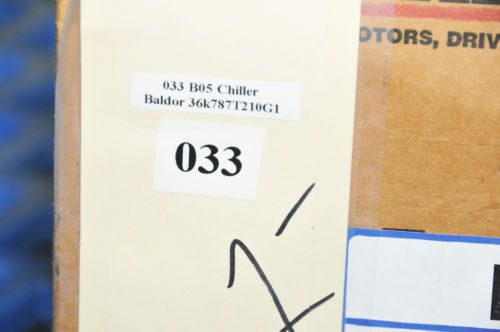 OTORS, DRIV
033 B05 Chiller
Baldor 36k787T210G1
033